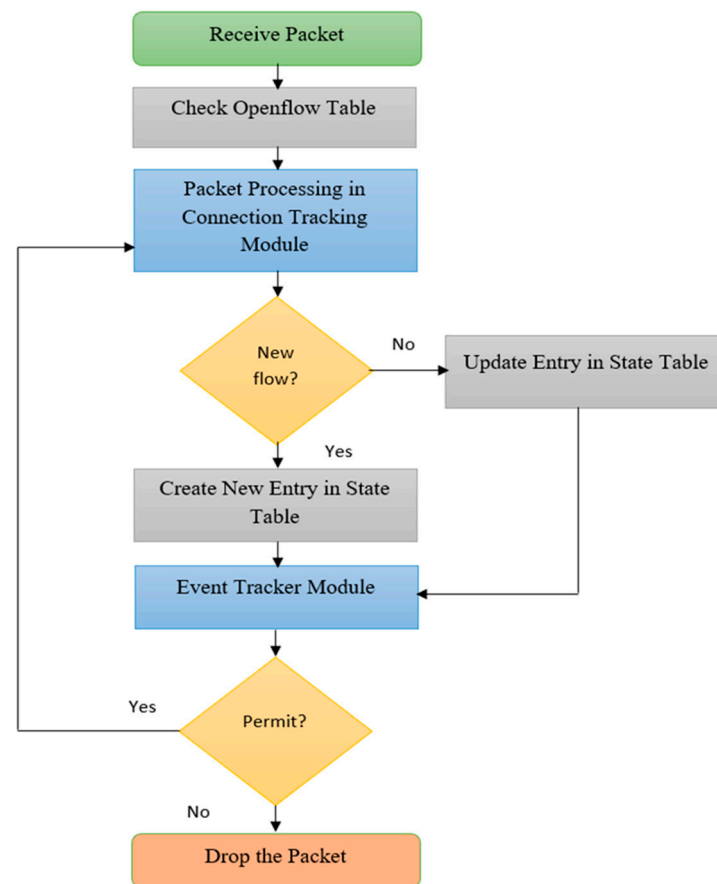 Receive Packet
Check Openflow Table
Packet Processing in
Connection Tracking
Module
New
flow?
No
Update Entry in State Table
Yes
Create New Entry in State
Table
Event Tracker Module
Yes
Permit?
No
Drop the Packet